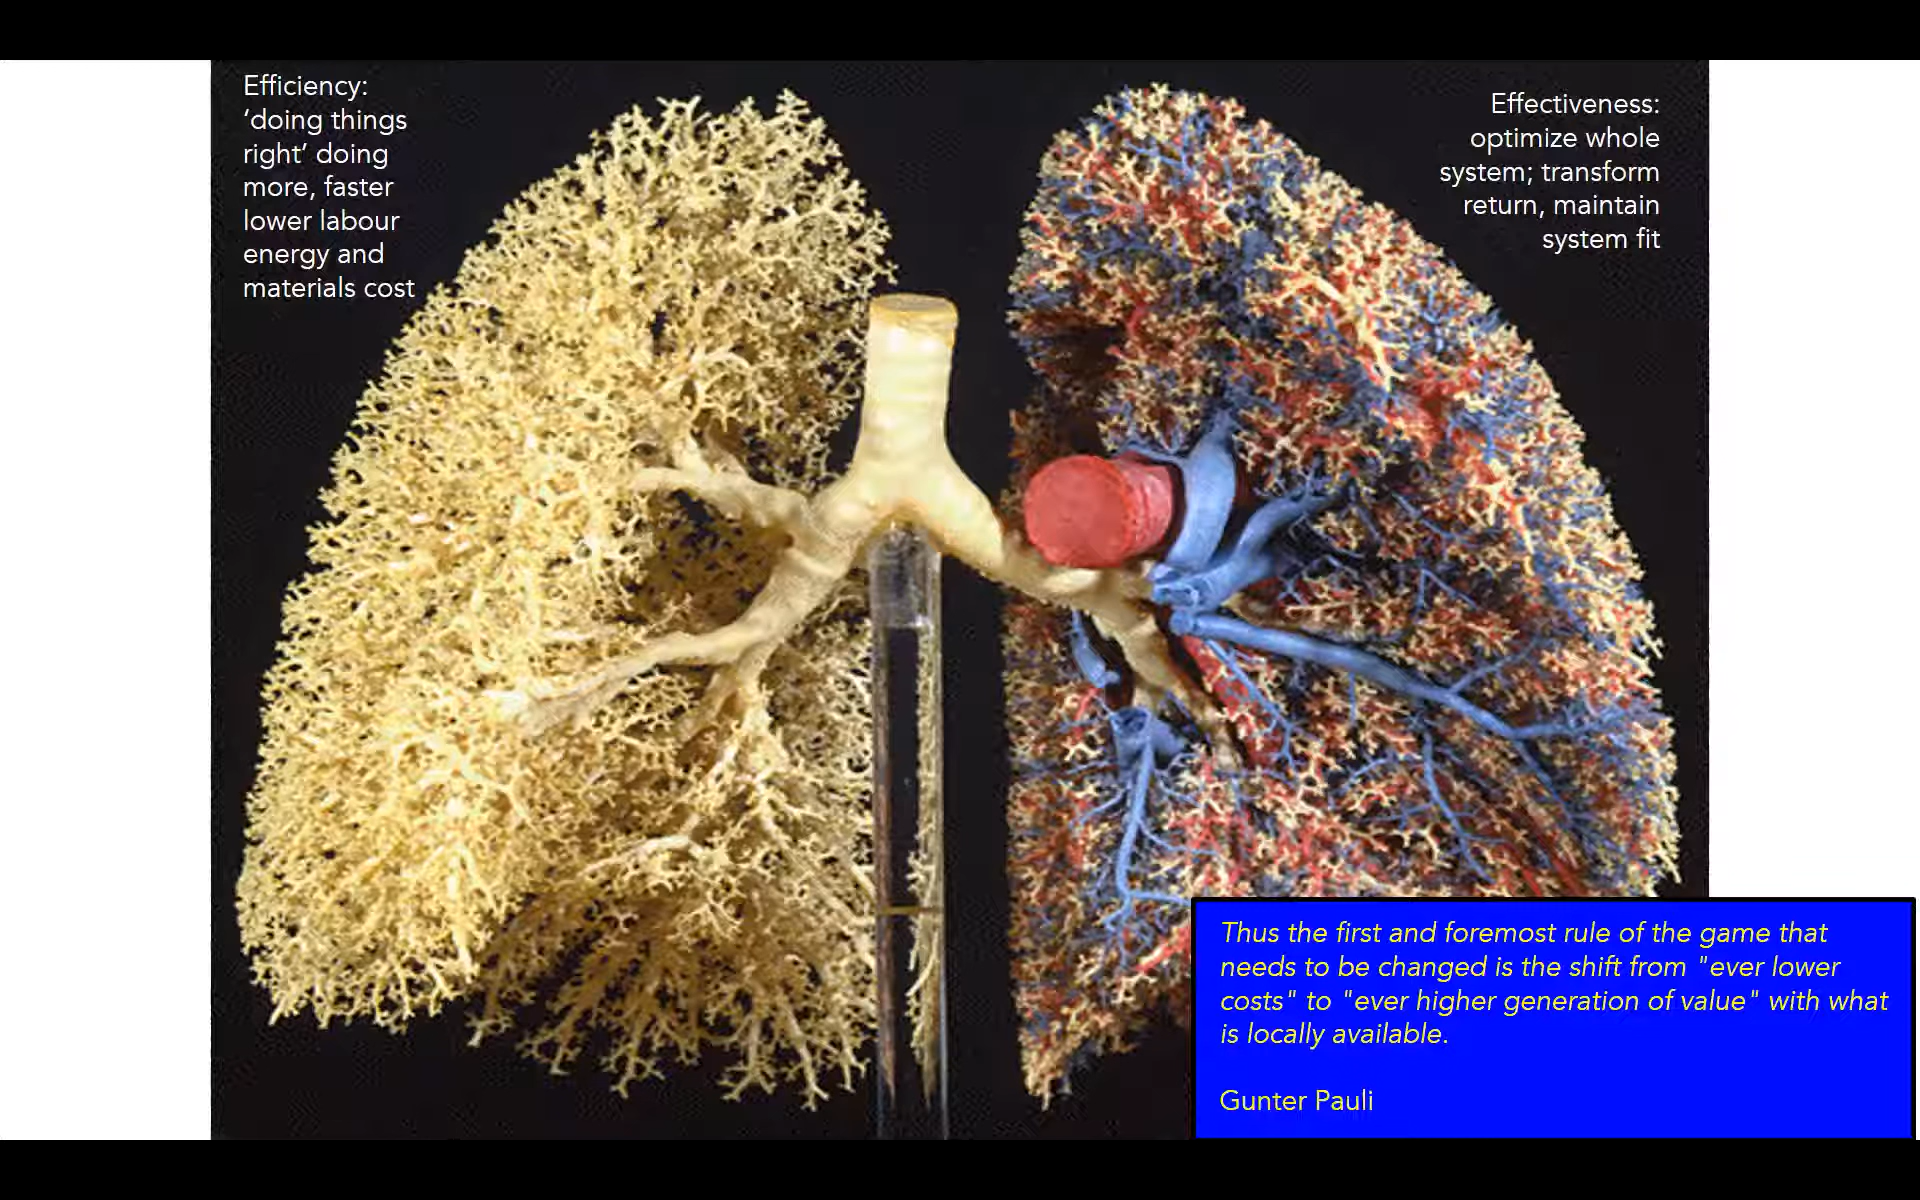 Efficiency:
‘doing things
right’ doing
more, faster
lower labour
energy and
materials cost
Effectiveness:
optimize whole
system; transform
return, maintain
system fit
Thus the first and foremost rule of the game that
needs to be changed is the shift from "ever lower
costs" to "ever higher generation of value" with what
is locally available.
Gunter Pauli